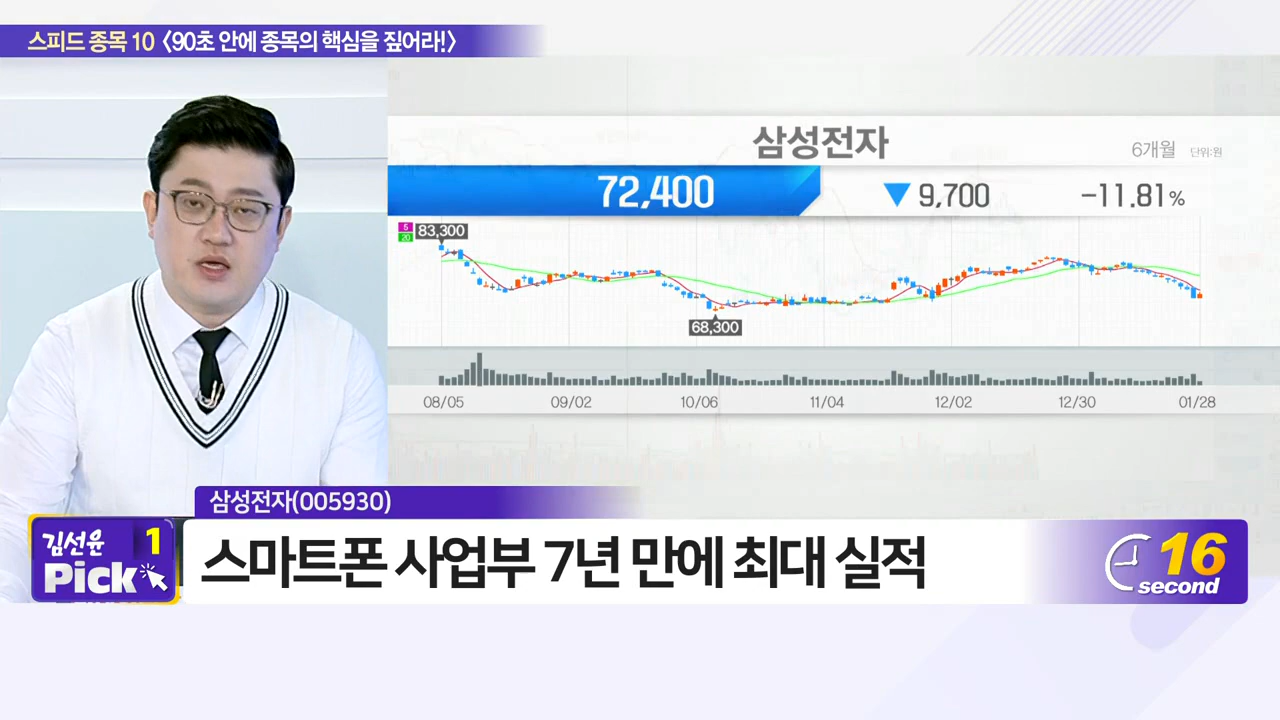 스피드 종목 10 〈90초 안에 종목의 핵심을 짚어라!〉
삼성전자
6개월 단위:원
72,400 ▼ 9,700 -11.81%
5
20
83,300
68,300
08/05 09/02 10/06 11/04 12/02 12/30 01/28
삼성전자(005930)
김선윤 1
Pick
스마트폰 사업부 7년 만에 최대 실적
16
second